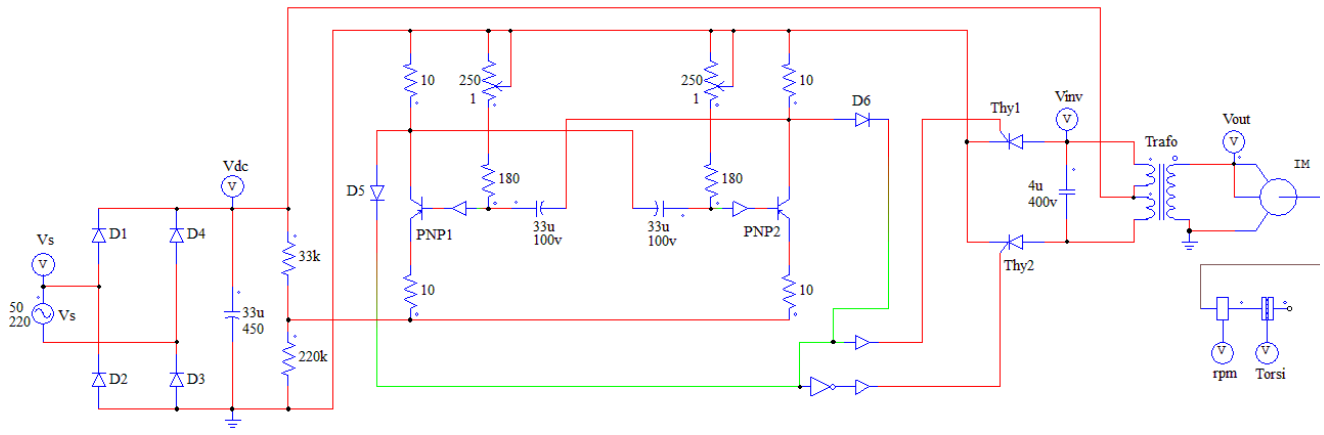 10
250
1
10
250
1
D6
Thy1
Vinv
V
Trafo
Vout
V
IM
Vdc
V
D5
180
180
4u
400v
PNP1
33u
100v
33u
100v
PNP2
Thy2
Vs
V
D1
D4
33k
10
10
50
220
Vs
33u
450
220k
D2
D3
V
rpm
V
Torsi